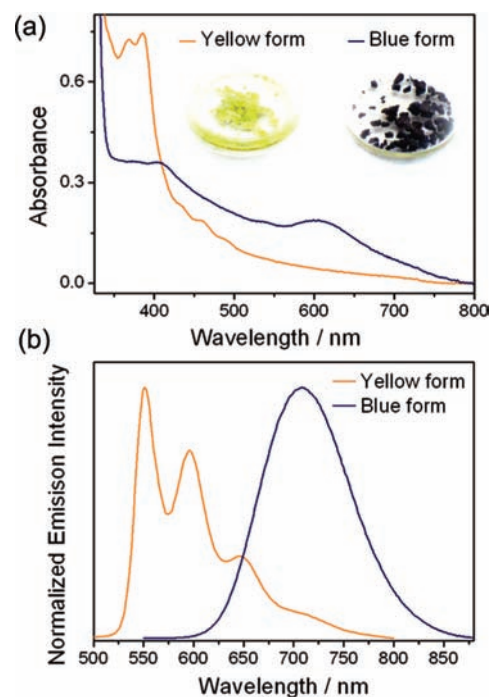 (a)
Yellow form
Blue form
0.6
0.3
0.0
Absorbance
400 500 600 700 800
Wavelength / nm
(b)
Yellow form
Blue form
Normalized Emisison Intensity
500 550 600 650 700 750 800 850
Wavelength / nm